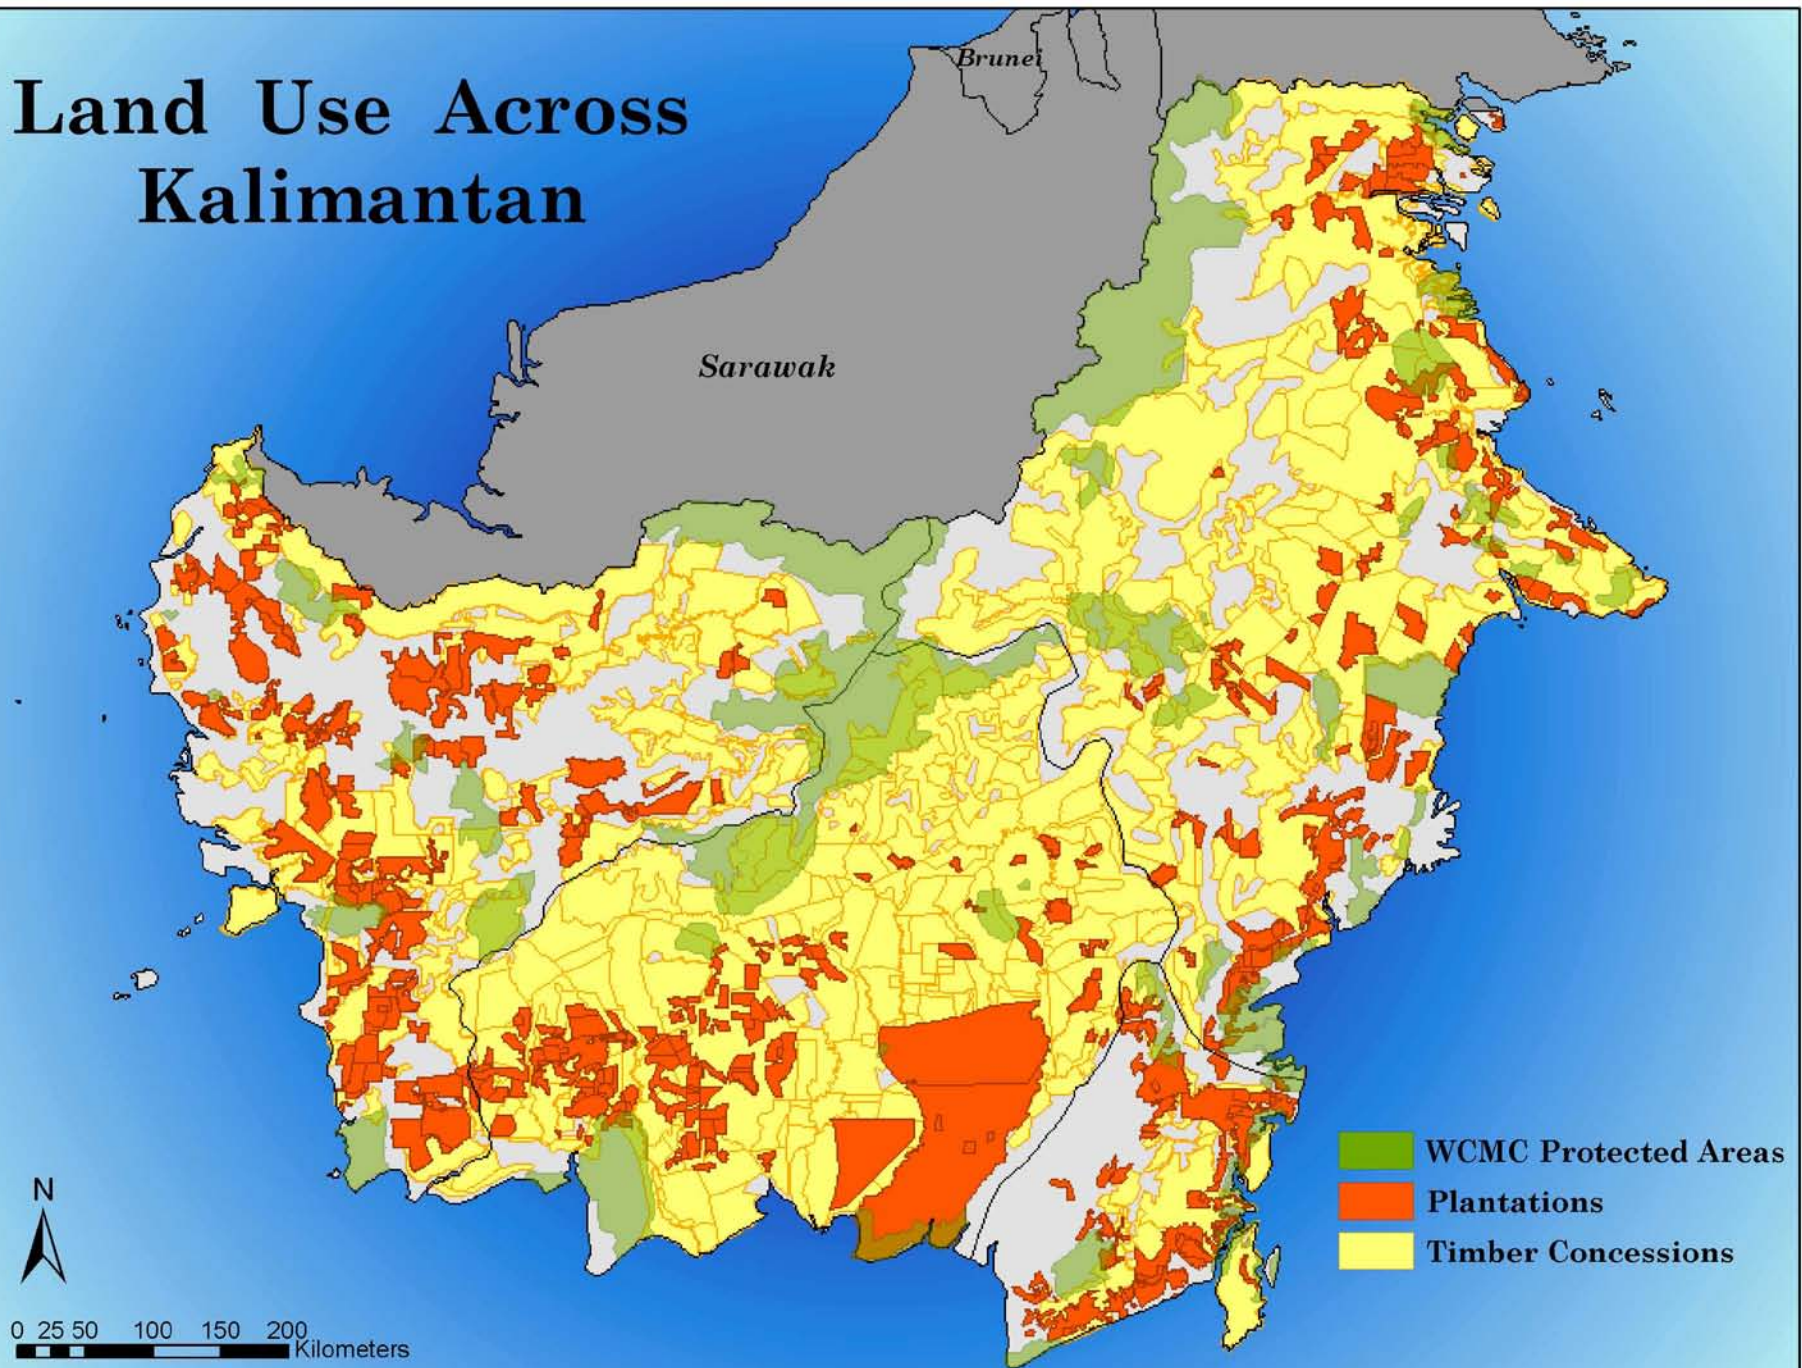 Land Use Across
Kalimantan
Brunei
Sarawak
WCMC Protected Areas
Plantations
Timber Concessions
N
0 25 50 100 150 200
Kilometers